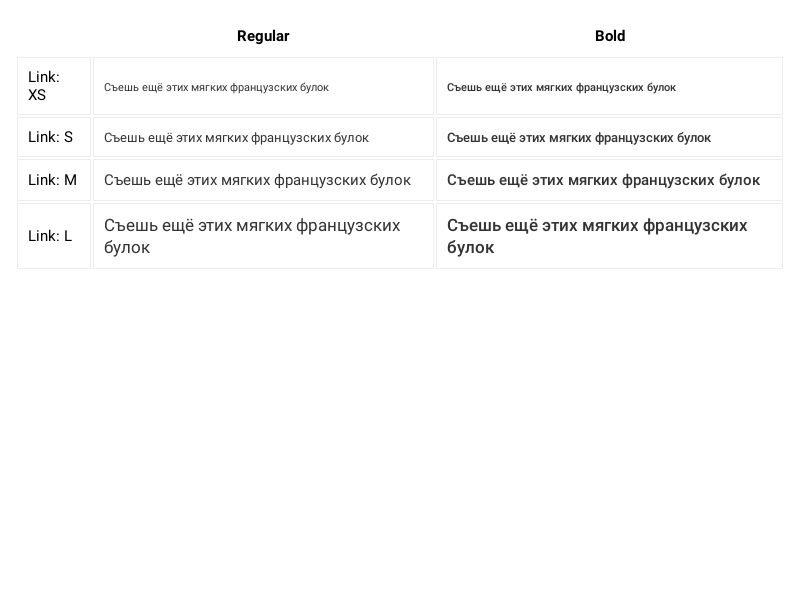 Regular Bold
Link:
XS
Съешь ещё этих мягких французских булок Съешь ещё этих мягких французских булок
Link: S Съешь ещё этих мягких французских булок Съешь ещё этих мягких французских булок
Link: M Съешь ещё этих мягких французских булок Съешь ещё этих мягких французских булок
Link: L
Съешь ещё этих мягких французских
булок
Съешь ещё этих мягких французских
булок